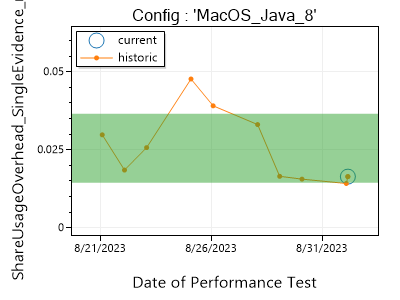 Config : 'MacOS_Java_8'
current
historic
ShareUsageOverhead_SingleEvidence_
0.05
0.025
0
8/21/2023
8/26/2023
8/31/2023
Date of Performance Test